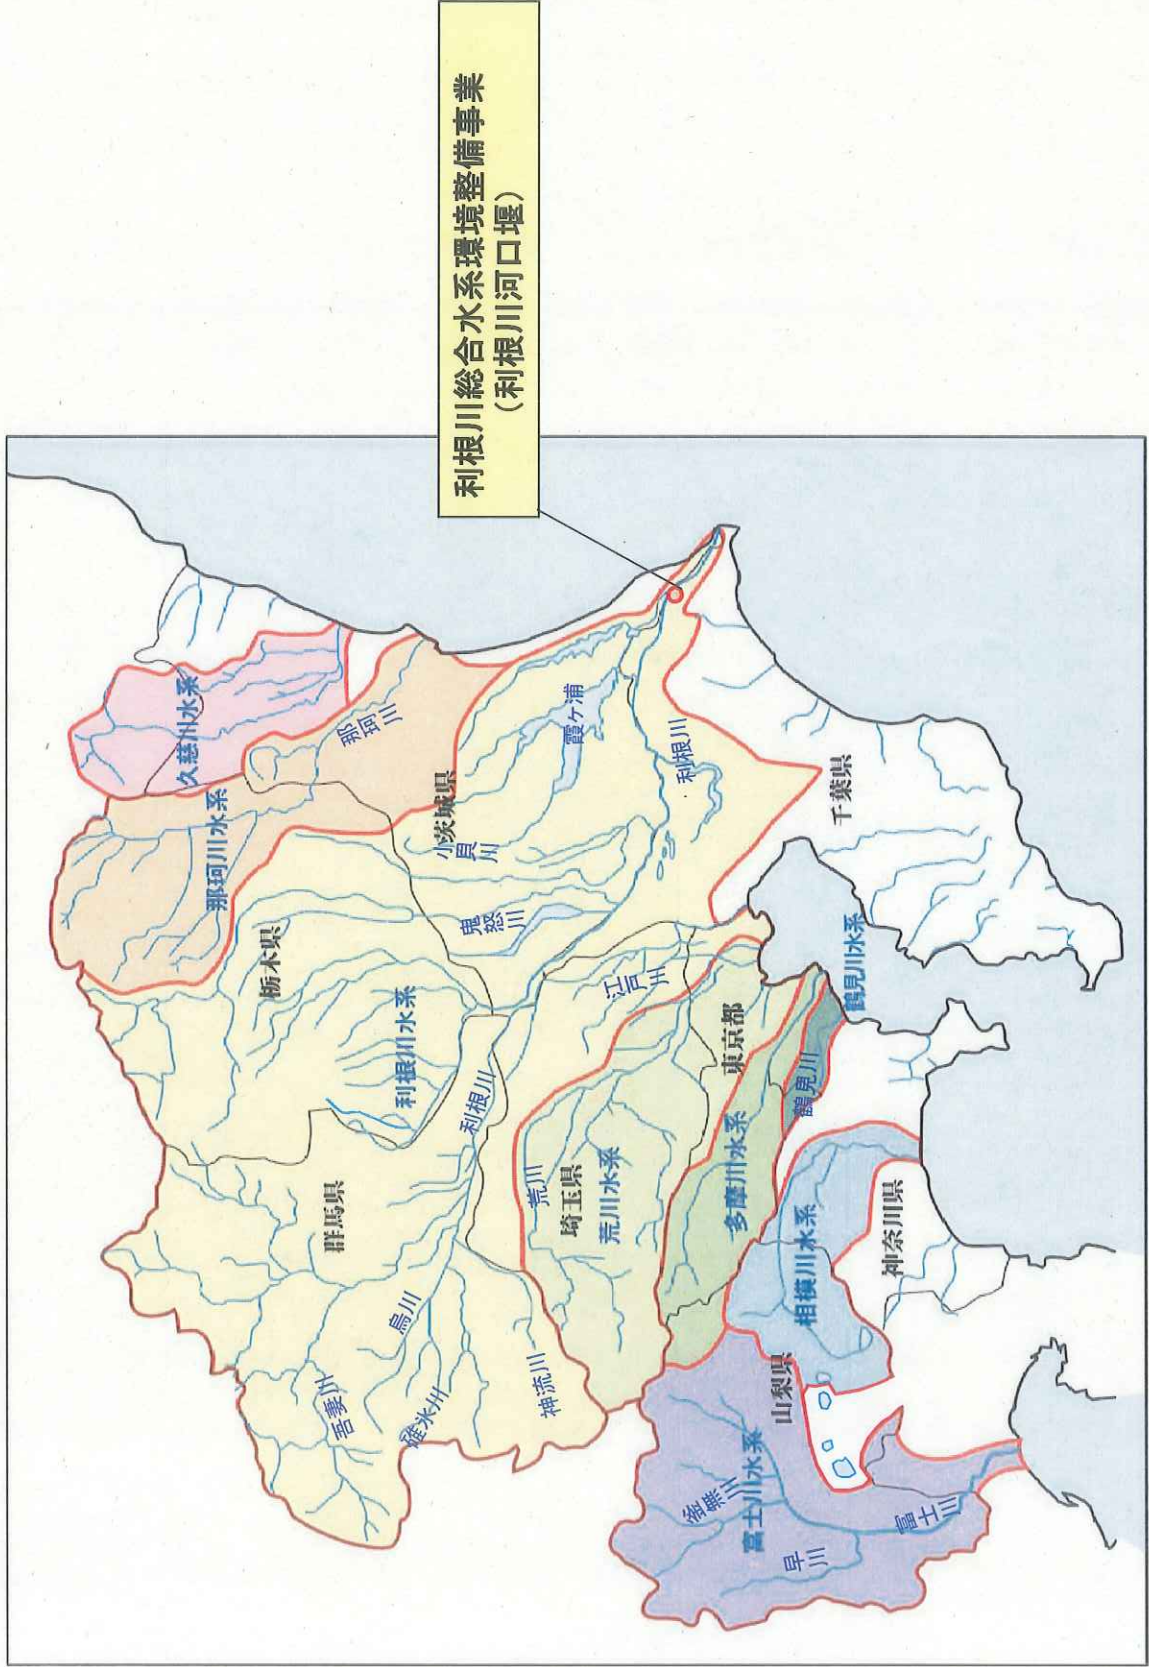 利根川総合水系環境整備事業
（利根川河口堰）
久慈川水系
那珂川
那珂川水系
茨城県
小貝川
霞ヶ浦
利根川
千葉県
鬼怒川
栃木県
利根川水系
江戸川
東京都
鶴見川水系
鶴見川
利根川
群馬県
荒川
埼玉県
荒川水系
多摩川水系
相模川水系
神奈川県
烏川
吾妻川
碓氷川
神流川
山梨県
富士川水系
釜無川
早川
富士川